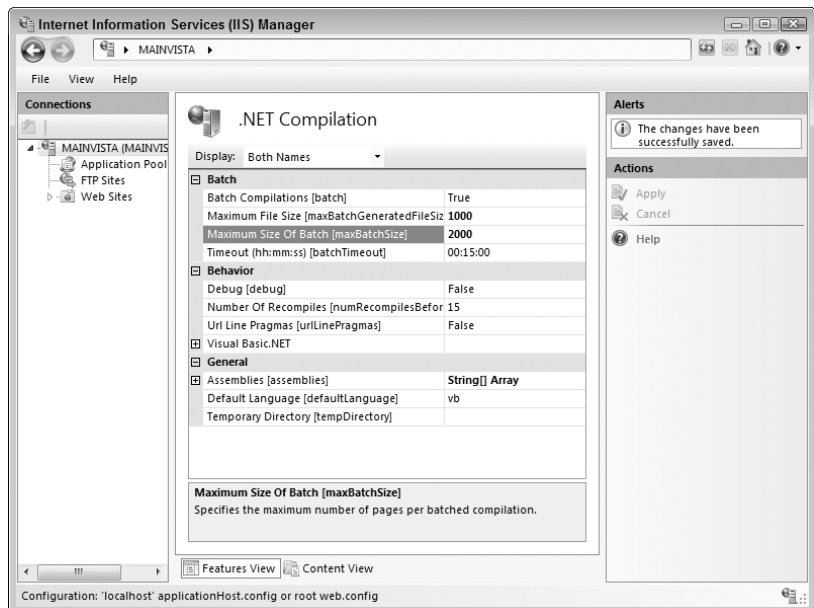 Internet Information Services (IIS) Manager
MAINVISTA
File View Help
Connections
MAINVISTA (MAINVIS
Application Pool
FTP Sites
Web Sites
.NET Compilation
Display: Both Names
Batch
Batch Compilations [batch] True
Maximum File Size [maxBatchGeneratedFileSiz 1000
Maximum Size Of Batch [maxBatchSize] 2000
Timeout (hh:mm:ss) [batchTimeout] 00:15:00
Behavior
Debug [debug] False
Number Of Recompiles [numRecompilesBefor 15
Url Line Pragmas [urlLinePragmas] False
Visual Basic.NET
General
Assemblies [assemblies] String[] Array
Default Language [defaultLanguage] vb
Temporary Directory [tempDirectory]
Maximum Size Of Batch [maxBatchSize]
Specifies the maximum number of pages per batched compilation.
Features View Content View
Alerts
The changes have been
successfully saved.
Actions
Apply
Cancel
Help
Configuration: 'localhost' applicationHost.config or root web.config